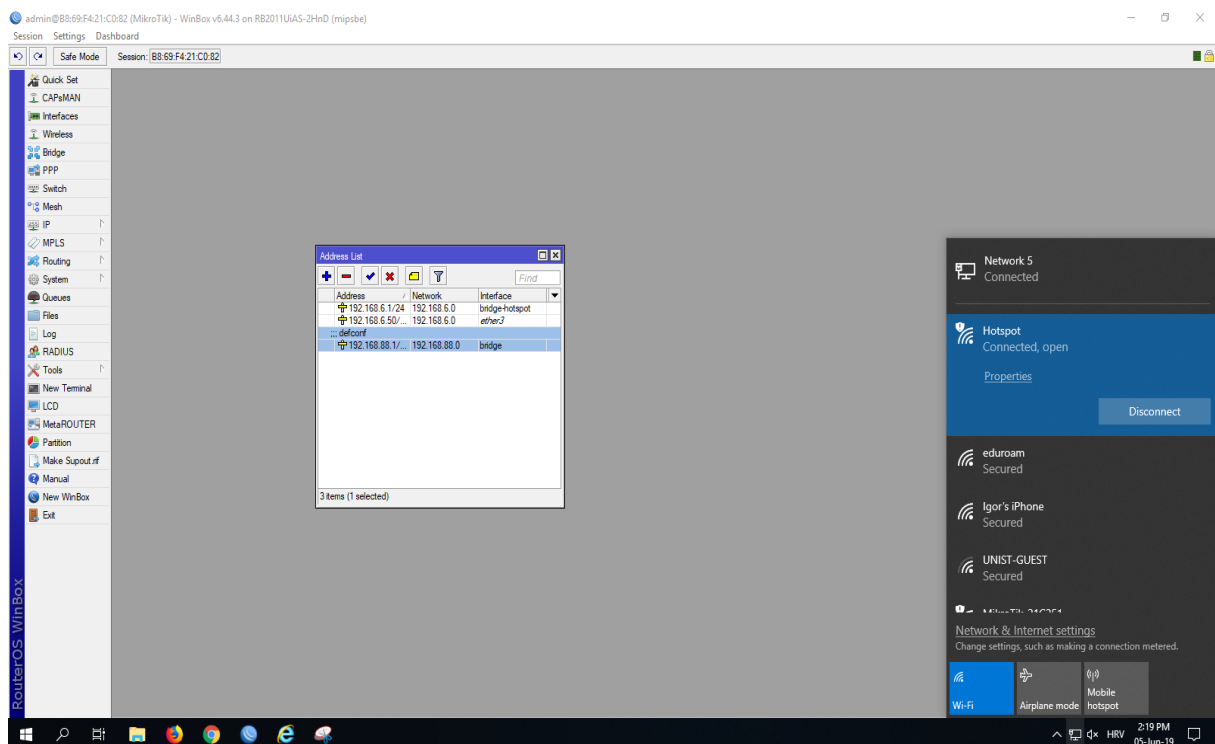 admin@B8:69:F4:21:C0:82 (MikroTik) - WinBox v6.44.3 on RB2011UiAS-2HnD (mipsbe)
Session Settings Dashboard
Safe Mode Session: B8:69:F4:21:C0:82
Quick Set
CAPsMAN
Interfaces
Wireless
Bridge
PPP
Switch
Mesh
IP
MPLS
Routing
System
Queues
Files
Log
RADIUS
Tools
New Terminal
LCD
MetaROUTER
Partition
Make Supout.rif
Manual
New WinBox
Exit
RouterOS WinBox
Address List
Find
Address Network Interface
192.168.6.1/24 192.168.6.0 bridge-hotspot
192.168.6.50/... 192.168.6.0 ether3
::: defconf
192.168.88.1/... 192.168.88.0 bridge
3 items (1 selected)
Network 5
Connected
Hotspot
Connected, open
Properties
Disconnect
eduroam
Secured
Igor's iPhone
Secured
UNIST-GUEST
Secured
Network & Internet settings
Change settings, such as making a connection metered.
Wi-Fi
Airplane mode
Mobile
hotspot
HRV
2:19 PM
05-Jun-19